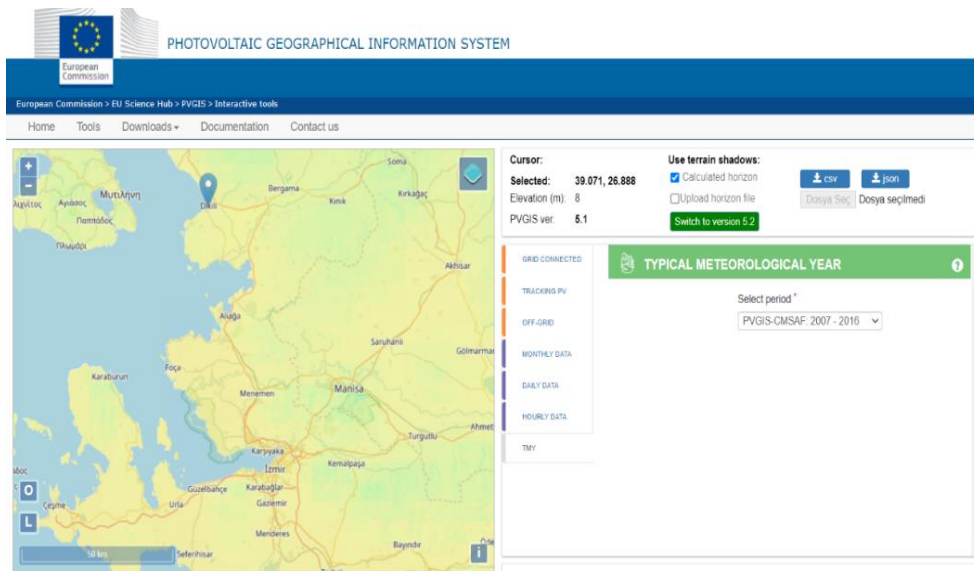 PHOTOVOLTAIC GEOGRAPHICAL INFORMATION SYSTEM
European
Commission
European Commission > EU Science Hub > PVGIS > Interactive tools
Home Tools Downloads Documentation Contact us
+
-
Μυτιλήνη
Αγιάσος
Παππάδος
Πλωμάρι
Dikili
Bergama
Soma
Kınık
Kırkağaç
Akhisar
Aliağa
Saruhanlı
Gölmarmar
Foça
Karaburun
Menemen
Manisa
Turgutlu
Ahmet
Karşıyaka
İzmir
Kemalpaşa
Güzelbahçe
Karabağlar
Çeşme
Urla
Gaziemir
Menderes
Seferihisar
Bayındır
O
L
50 km
i
Cursor:
Selected: 39.071, 26.888
Elevation (m): 8
PVGIS ver. 5.1
Use terrain shadows:
Calculated horizon
Upload horizon file
Switch to version 5.2
csv json
Dosya Seç Dosya seçilmedi
GRID CONNECTED
TRACKING PV
OFF-GRID
MONTHLY DATA
DAILY DATA
HOURLY DATA
TMY
TYPICAL METEOROLOGICAL YEAR ?
Select period *
PVGIS-CMSAF: 2007 - 2016